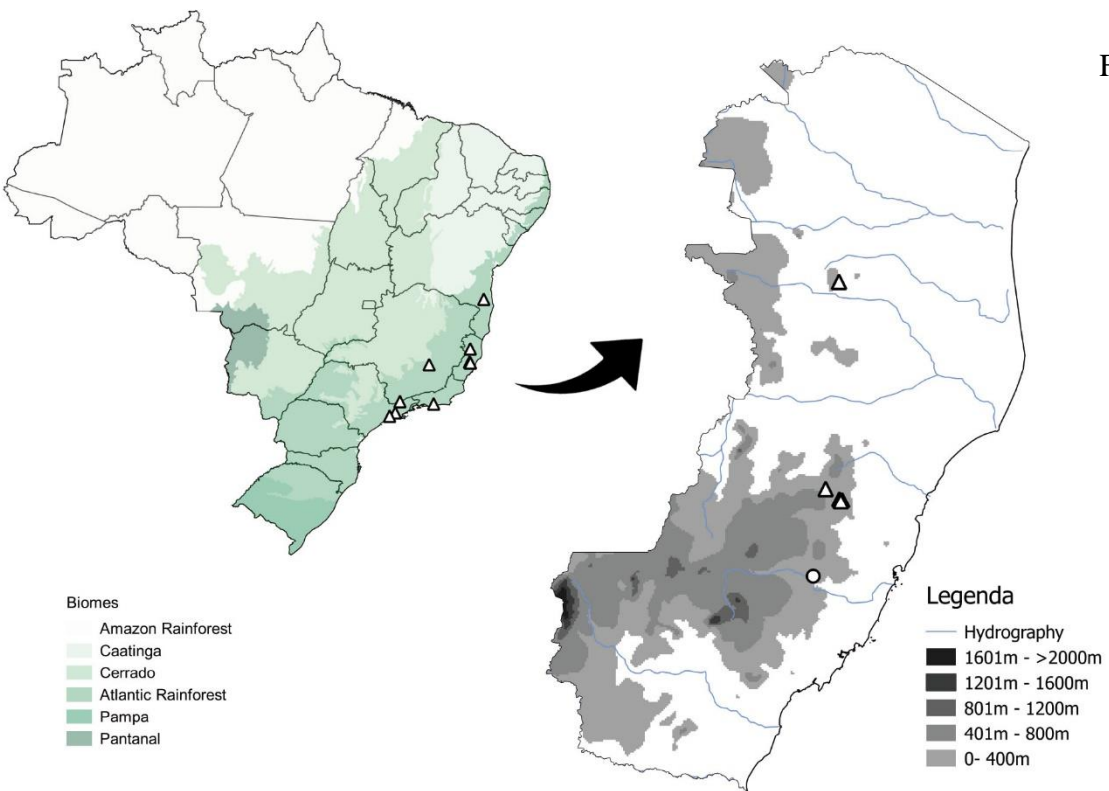 Biomes
Amazon Rainforest
Caatinga
Cerrado
Atlantic Rainforest
Pampa
Pantanal
Legenda
Hydrography
1601m - >2000m
1201m - 1600m
801m - 1200m
401m - 800m
0- 400m